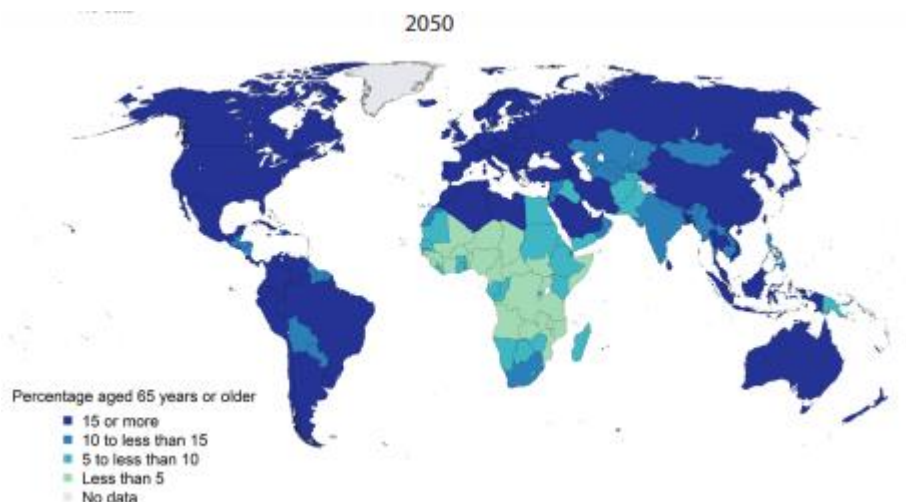 2050
Percentage aged 65 years or older
15 or more
10 to less than 15
5 to less than 10
Less than 5
No data